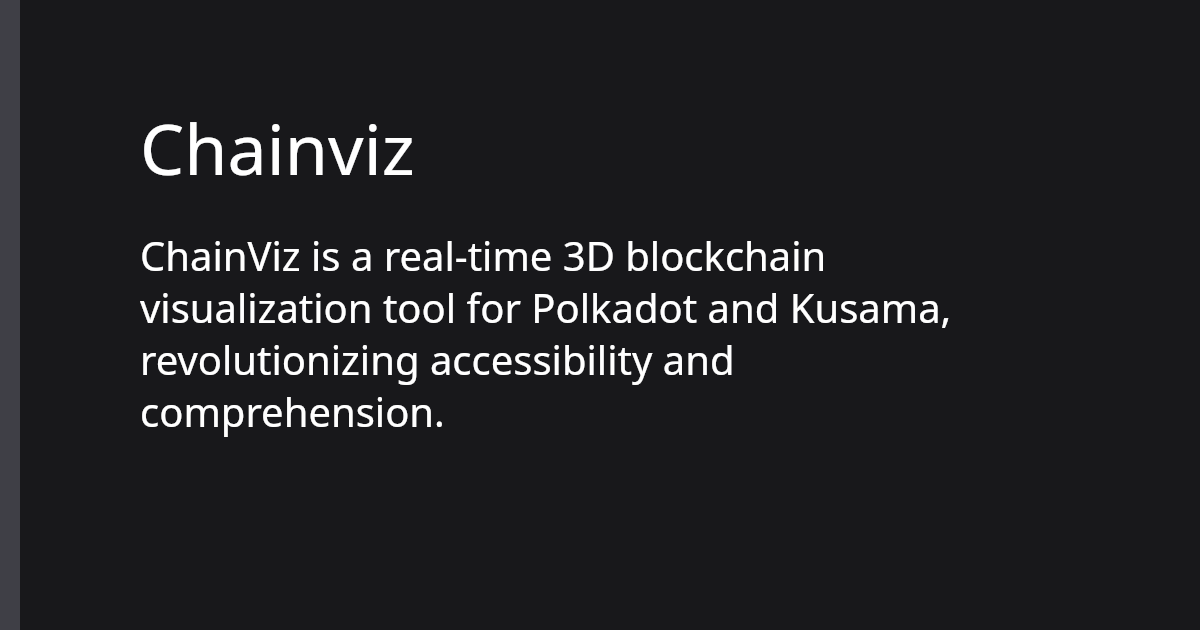 Chainviz
ChainViz is a real-time 3D blockchain
visualization tool for Polkadot and Kusama,
revolutionizing accessibility and
comprehension.